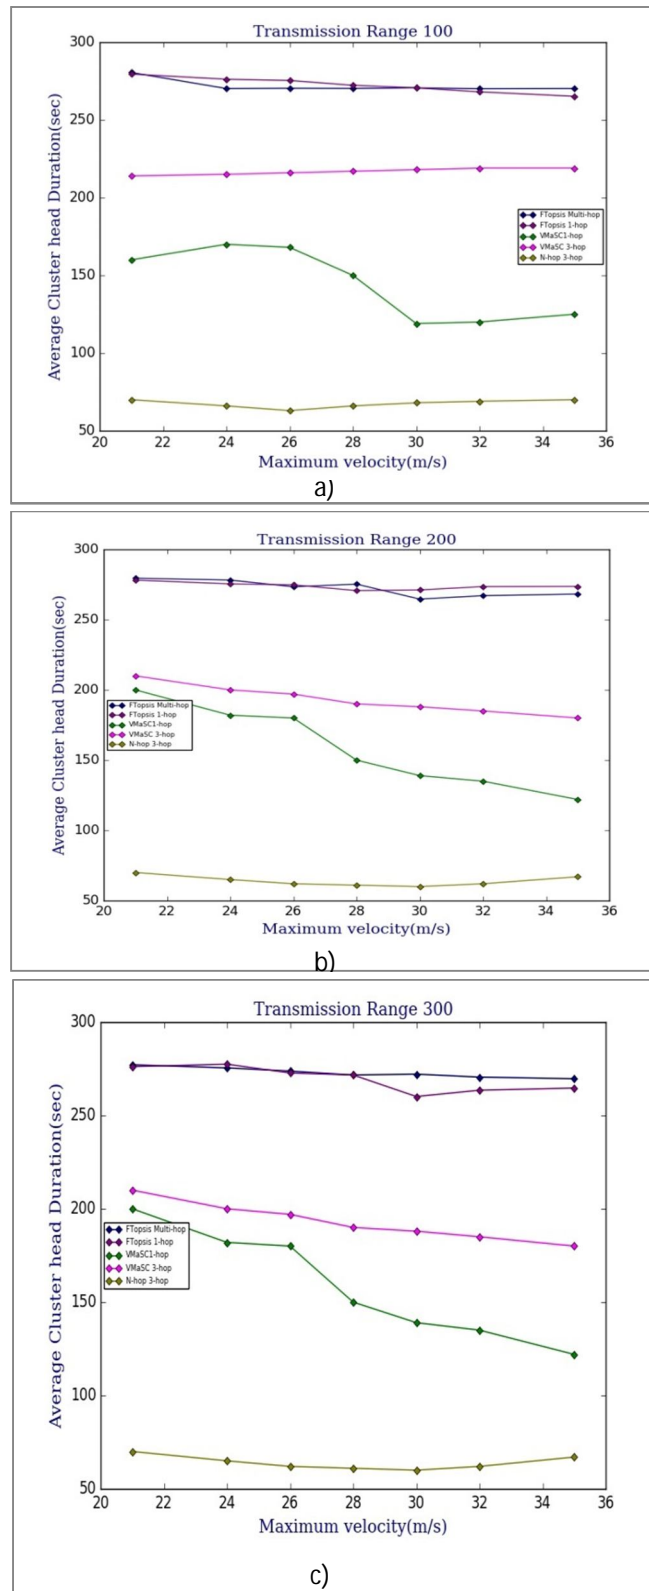 Transmission Range 100
Average Cluster head Duration(sec)
300
250
200
150
100
50
FTopsis Multi-hop
FTopsis 1-hop
VMaSC1-hop
VMaSC 3-hop
N-hop 3-hop
20 22 24 26 28 30 32 34 36
Maximum velocity(m/s)
a)
Transmission Range 200
Average Cluster head Duration(sec)
300
250
200
150
100
50
FTopsis Multi-hop
FTopsis 1-hop
VMaSC1-hop
VMaSC 3-hop
N-hop 3-hop
20 22 24 26 28 30 32 34 36
Maximum velocity(m/s)
b)
Transmission Range 300
Average Cluster head Duration(sec)
300
250
200
150
100
50
FTopsis Multi-hop
FTopsis 1-hop
VMaSC1-hop
VMaSC 3-hop
N-hop 3-hop
20 22 24 26 28 30 32 34 36
Maximum velocity(m/s)
c)